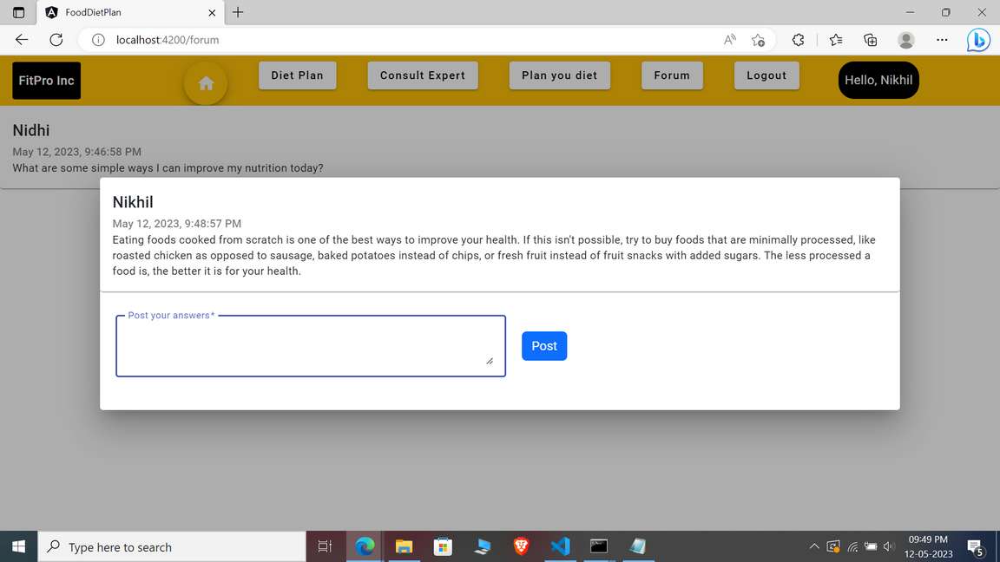 FoodDietPlan
localhost:4200/forum
FitPro Inc
Diet Plan
Consult Expert
Plan you diet
Forum
Logout
Hello, Nikhil
Nidhi
May 12, 2023, 9:46:58 PM
What are some simple ways I can improve my nutrition today?
Nikhil
May 12, 2023, 9:48:57 PM
Eating foods cooked from scratch is one of the best ways to improve your health. If this isn't possible, try to buy foods that are minimally processed, like
roasted chicken as opposed to sausage, baked potatoes instead of chips, or fresh fruit instead of fruit snacks with added sugars. The less processed a
food is, the better it is for your health.
Post your answers*
Post
Type here to search
09:49 PM
12-05-2023
5